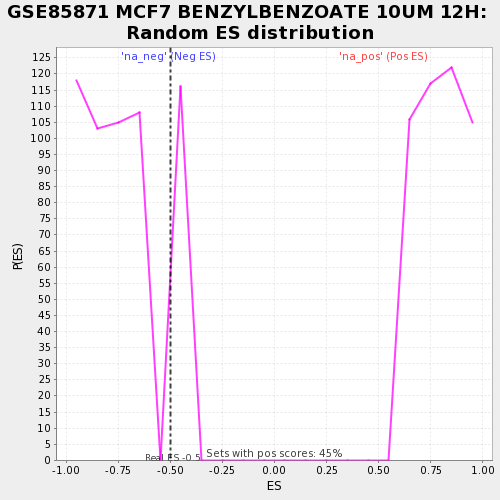 GSE85871 MCF7 BENZYLBENZOATE 10UM 12H:
Random ES distribution
'na_neg' (Neg ES)
'na_pos' (Pos ES)
125
120
115
110
105
100
95
90
85
80
75
70
65
60
55
50
45
40
35
30
25
20
15
10
5
0
P(ES)
Real ES -0.5
Sets with pos scores: 45%
-1.00 -0.75 -0.50 -0.25 0.00 0.25 0.50 0.75 1.00
ES